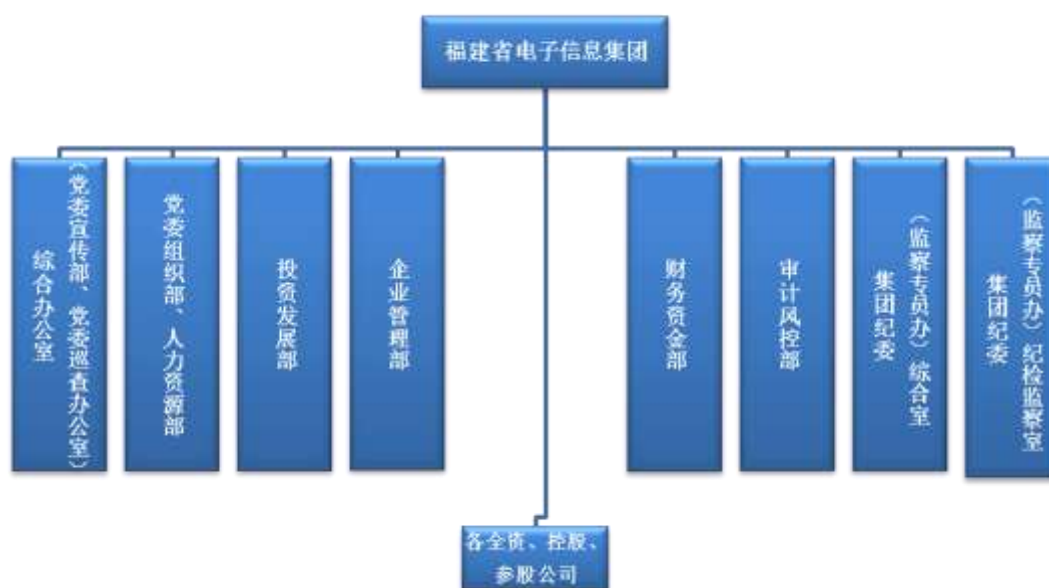 福建省电子信息集团
综合办公室
（党委宣传部、党委巡查办公室）
党委组织部、人力资源部
投资发展部
企业管理部
财务资金部
审计风控部
集团纪委
（监察专员办）综合室
集团纪委
（监察专员办）纪检监察室
各全资、控股、
参股公司